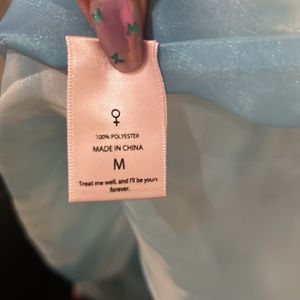 100% POLYESTER
MADE IN CHINA
M
Treat me well, and I'll be yours
forever.